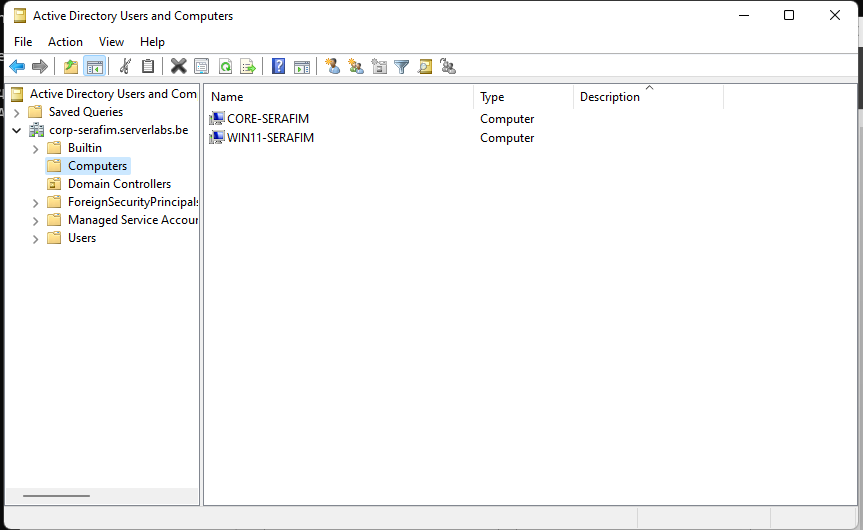 Active Directory Users and Computers
File Action View Help
Active Directory Users and Com
Saved Queries
corp-serafim.serverlabs.be
Builtin
Computers
Domain Controllers
ForeignSecurityPrincipals
Managed Service Accour
Users
Name Type Description
CORE-SERAFIM Computer
WIN11-SERAFIM Computer